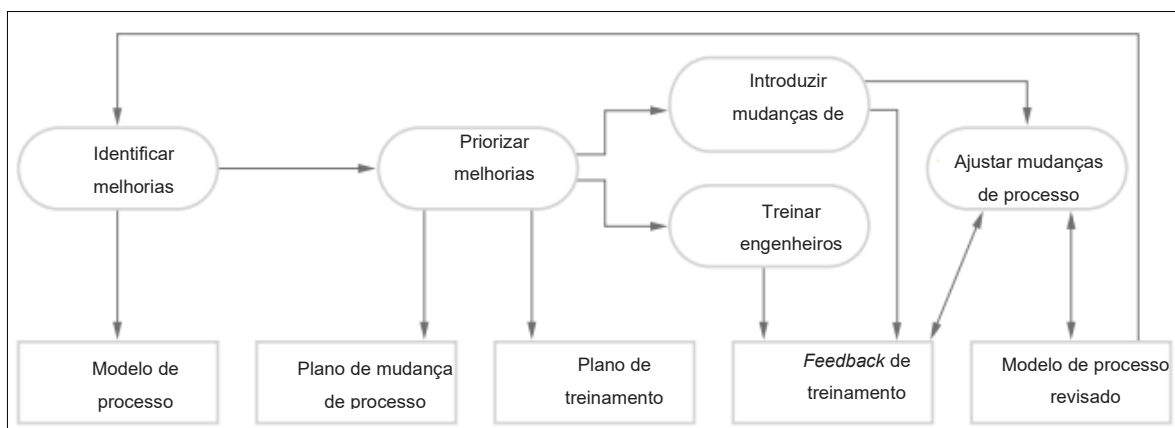 Introduzir
mudanças de
Identificar
melhorias
Priorizar
melhorias
Ajustar mudanças
de processo
Treinar
engenheiros
Modelo de
processo
Plano de mudança
de processo
Plano de
treinamento
Feedback de
treinamento
Modelo de processo
revisado